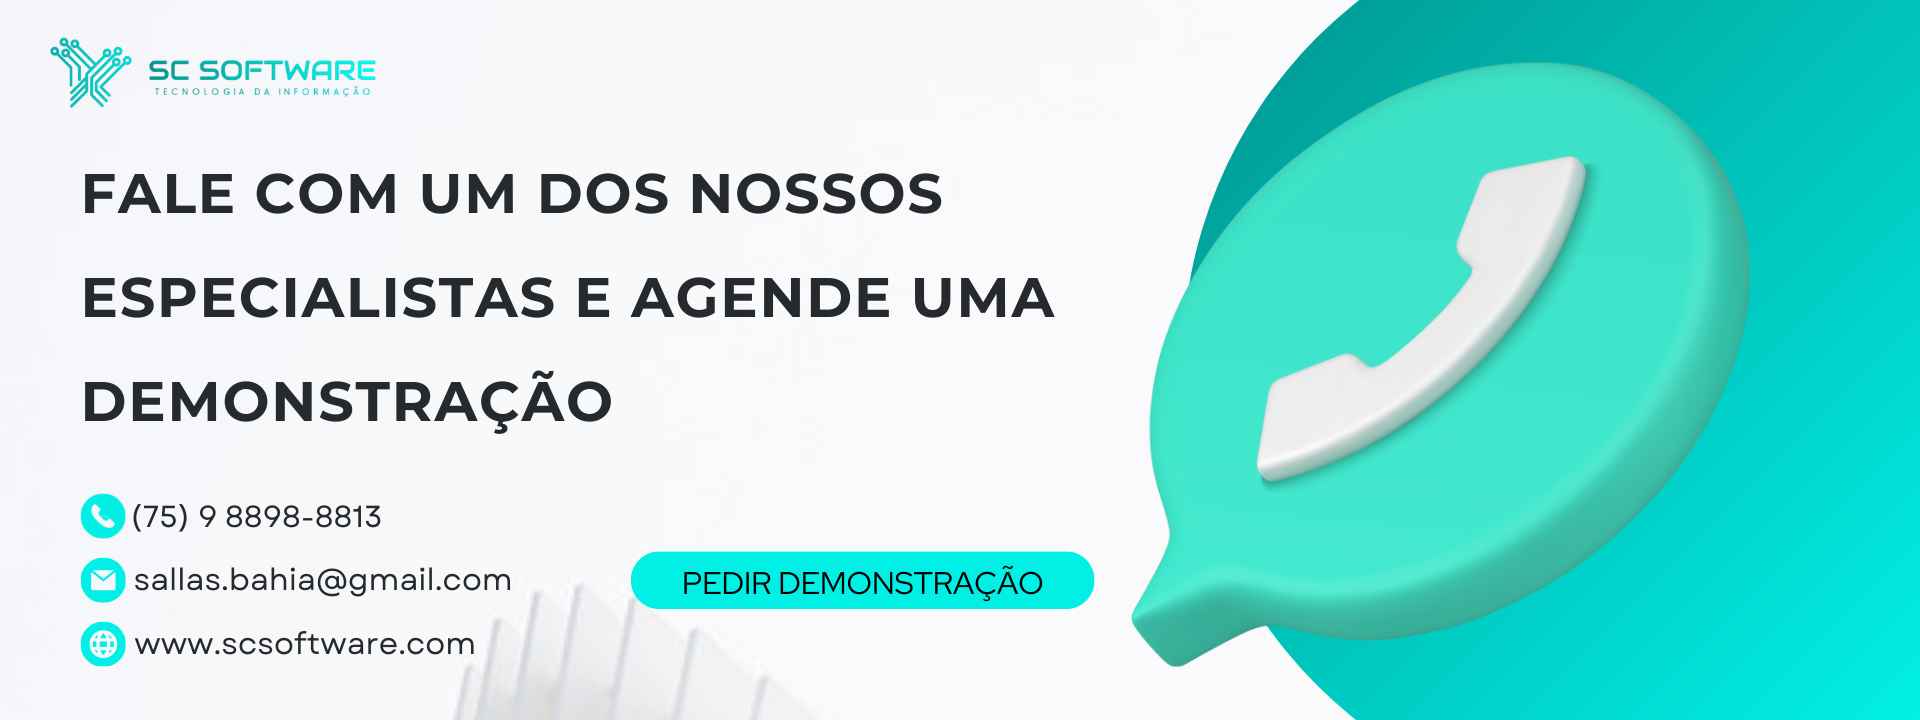 SC SOFTWARE
TECNOLOGIA DA INFORMAÇÃO
FALE COM UM DOS NOSSOS
ESPECIALISTAS E AGENDE UMA
DEMONSTRAÇÃO
(75) 9 8898-8813
sallas.bahia@gmail.com
PEDIR DEMONSTRAÇÃO
www.scsoftware.com